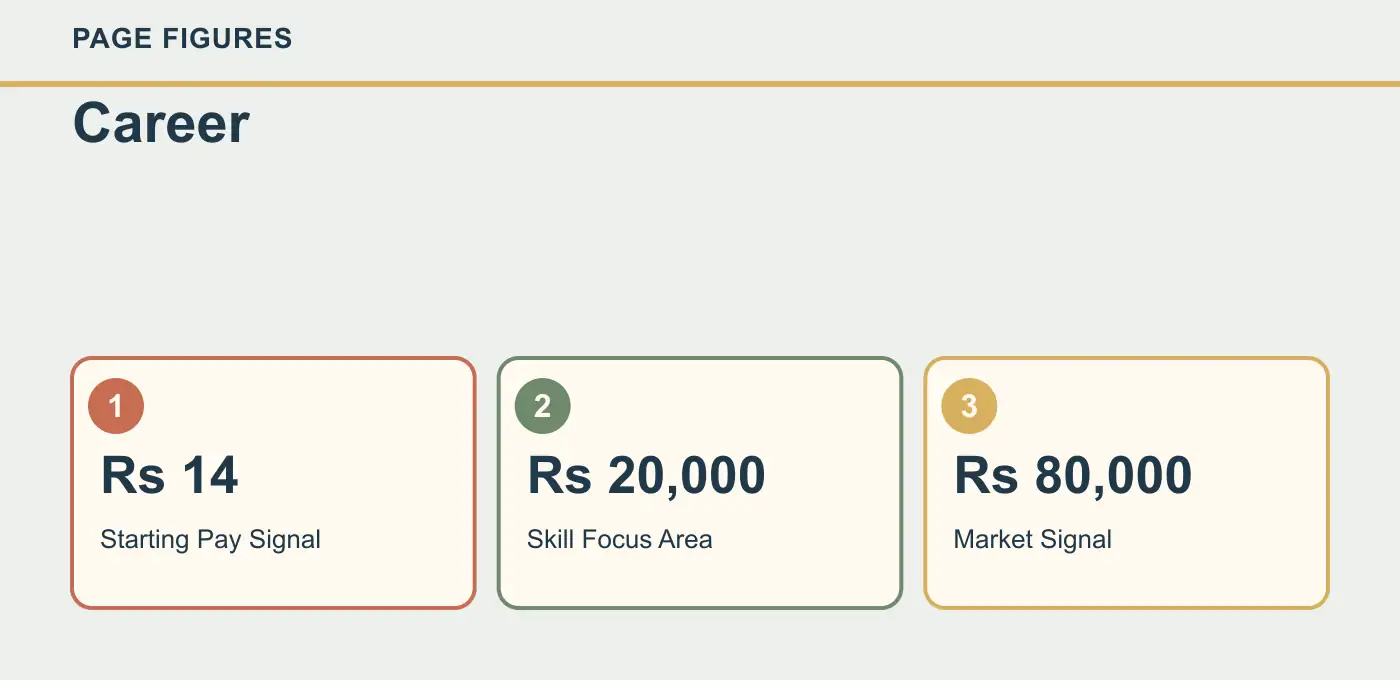 PAGE FIGURES
Career
1
Rs 14
Starting Pay Signal
2
Rs 20,000
Skill Focus Area
3
Rs 80,000
Market Signal